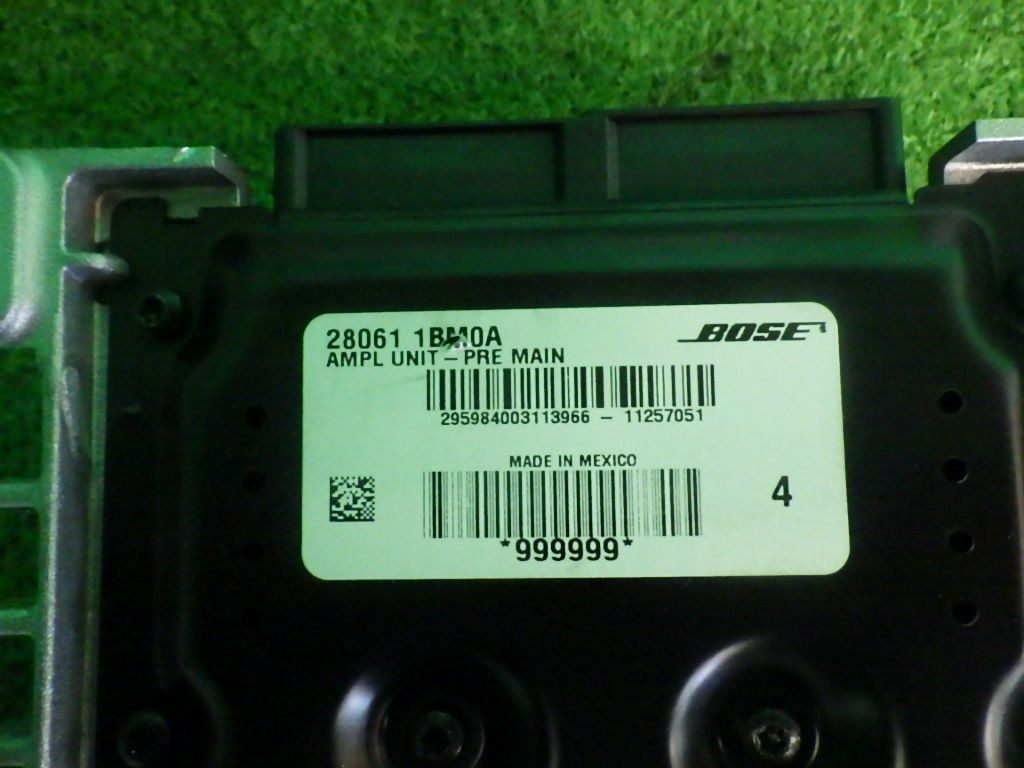 28061 1BM0A
BOSE
AMPL UNIT – PRE MAIN
295984003113966 – 11257051
MADE IN MEXICO
4
*999999*